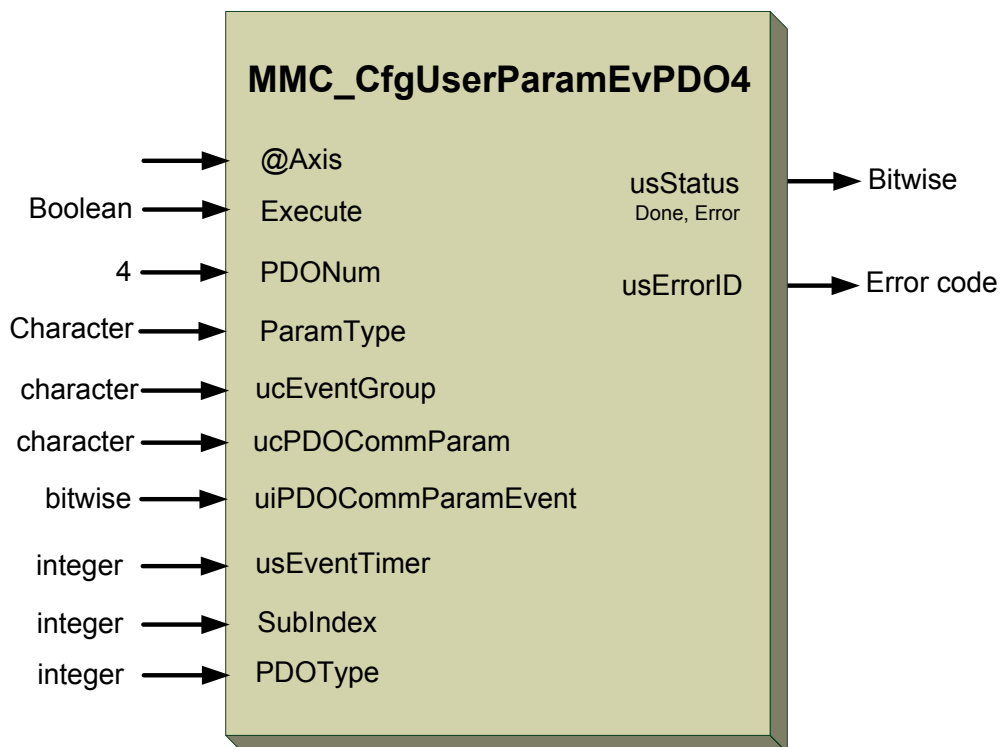 MMC_CfgUserParamEvPDO4
@Axis
Boolean Execute
4 PDONum
Character ParamType
character ucEventGroup
character ucPDOCommParam
bitwise uiPDOCommParamEvent
integer usEventTimer
integer SubIndex
integer PDOType
usStatus Bitwise
Done, Error
usErrorID Error code